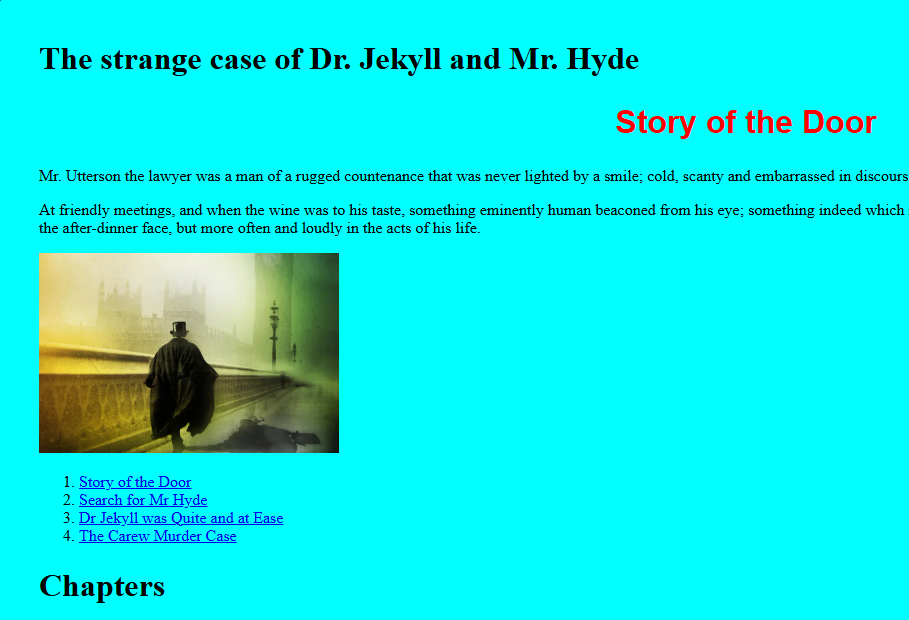 The strange case of Dr. Jekyll and Mr. Hyde
Story of the Door
Mr. Utterson the lawyer was a man of a rugged countenance that was never lighted by a smile; cold, scanty and embarrassed in discours
At friendly meetings, and when the wine was to his taste, something eminently human beaconed from his eye; something indeed which
the after-dinner face, but more often and loudly in the acts of his life.
1. Story of the Door
2. Search for Mr Hyde
3. Dr Jekyll was Quite and at Ease
4. The Carew Murder Case
Chapters